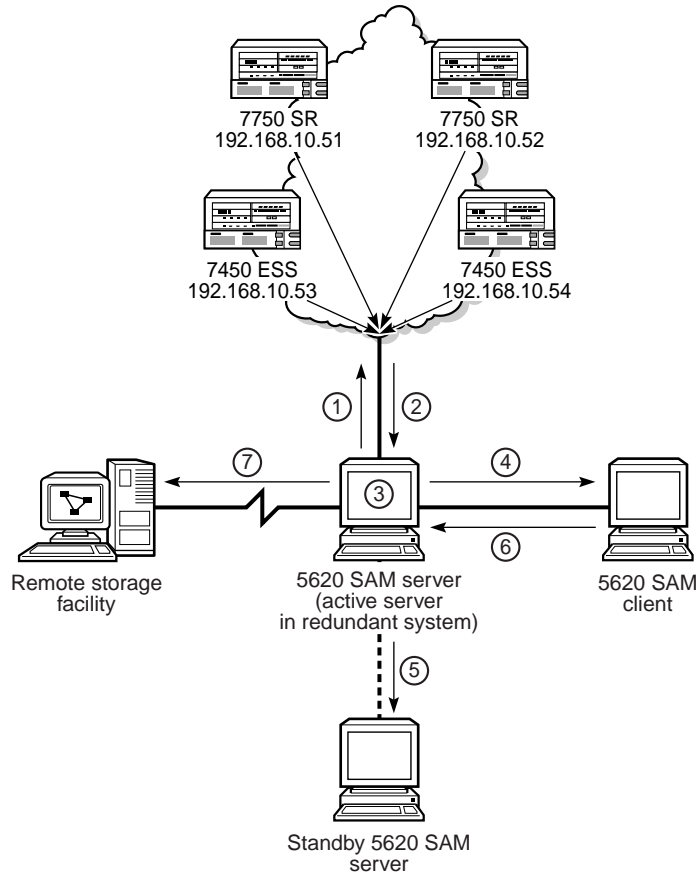 7750 SR
192.168.10.51
7750 SR
192.168.10.52
7450 ESS
192.168.10.53
7450 ESS
192.168.10.54
1
2
7
3
4
6
Remote storage
facility
5620 SAM server
(active server
in redundant system)
5620 SAM
client
5
Standby 5620 SAM
server